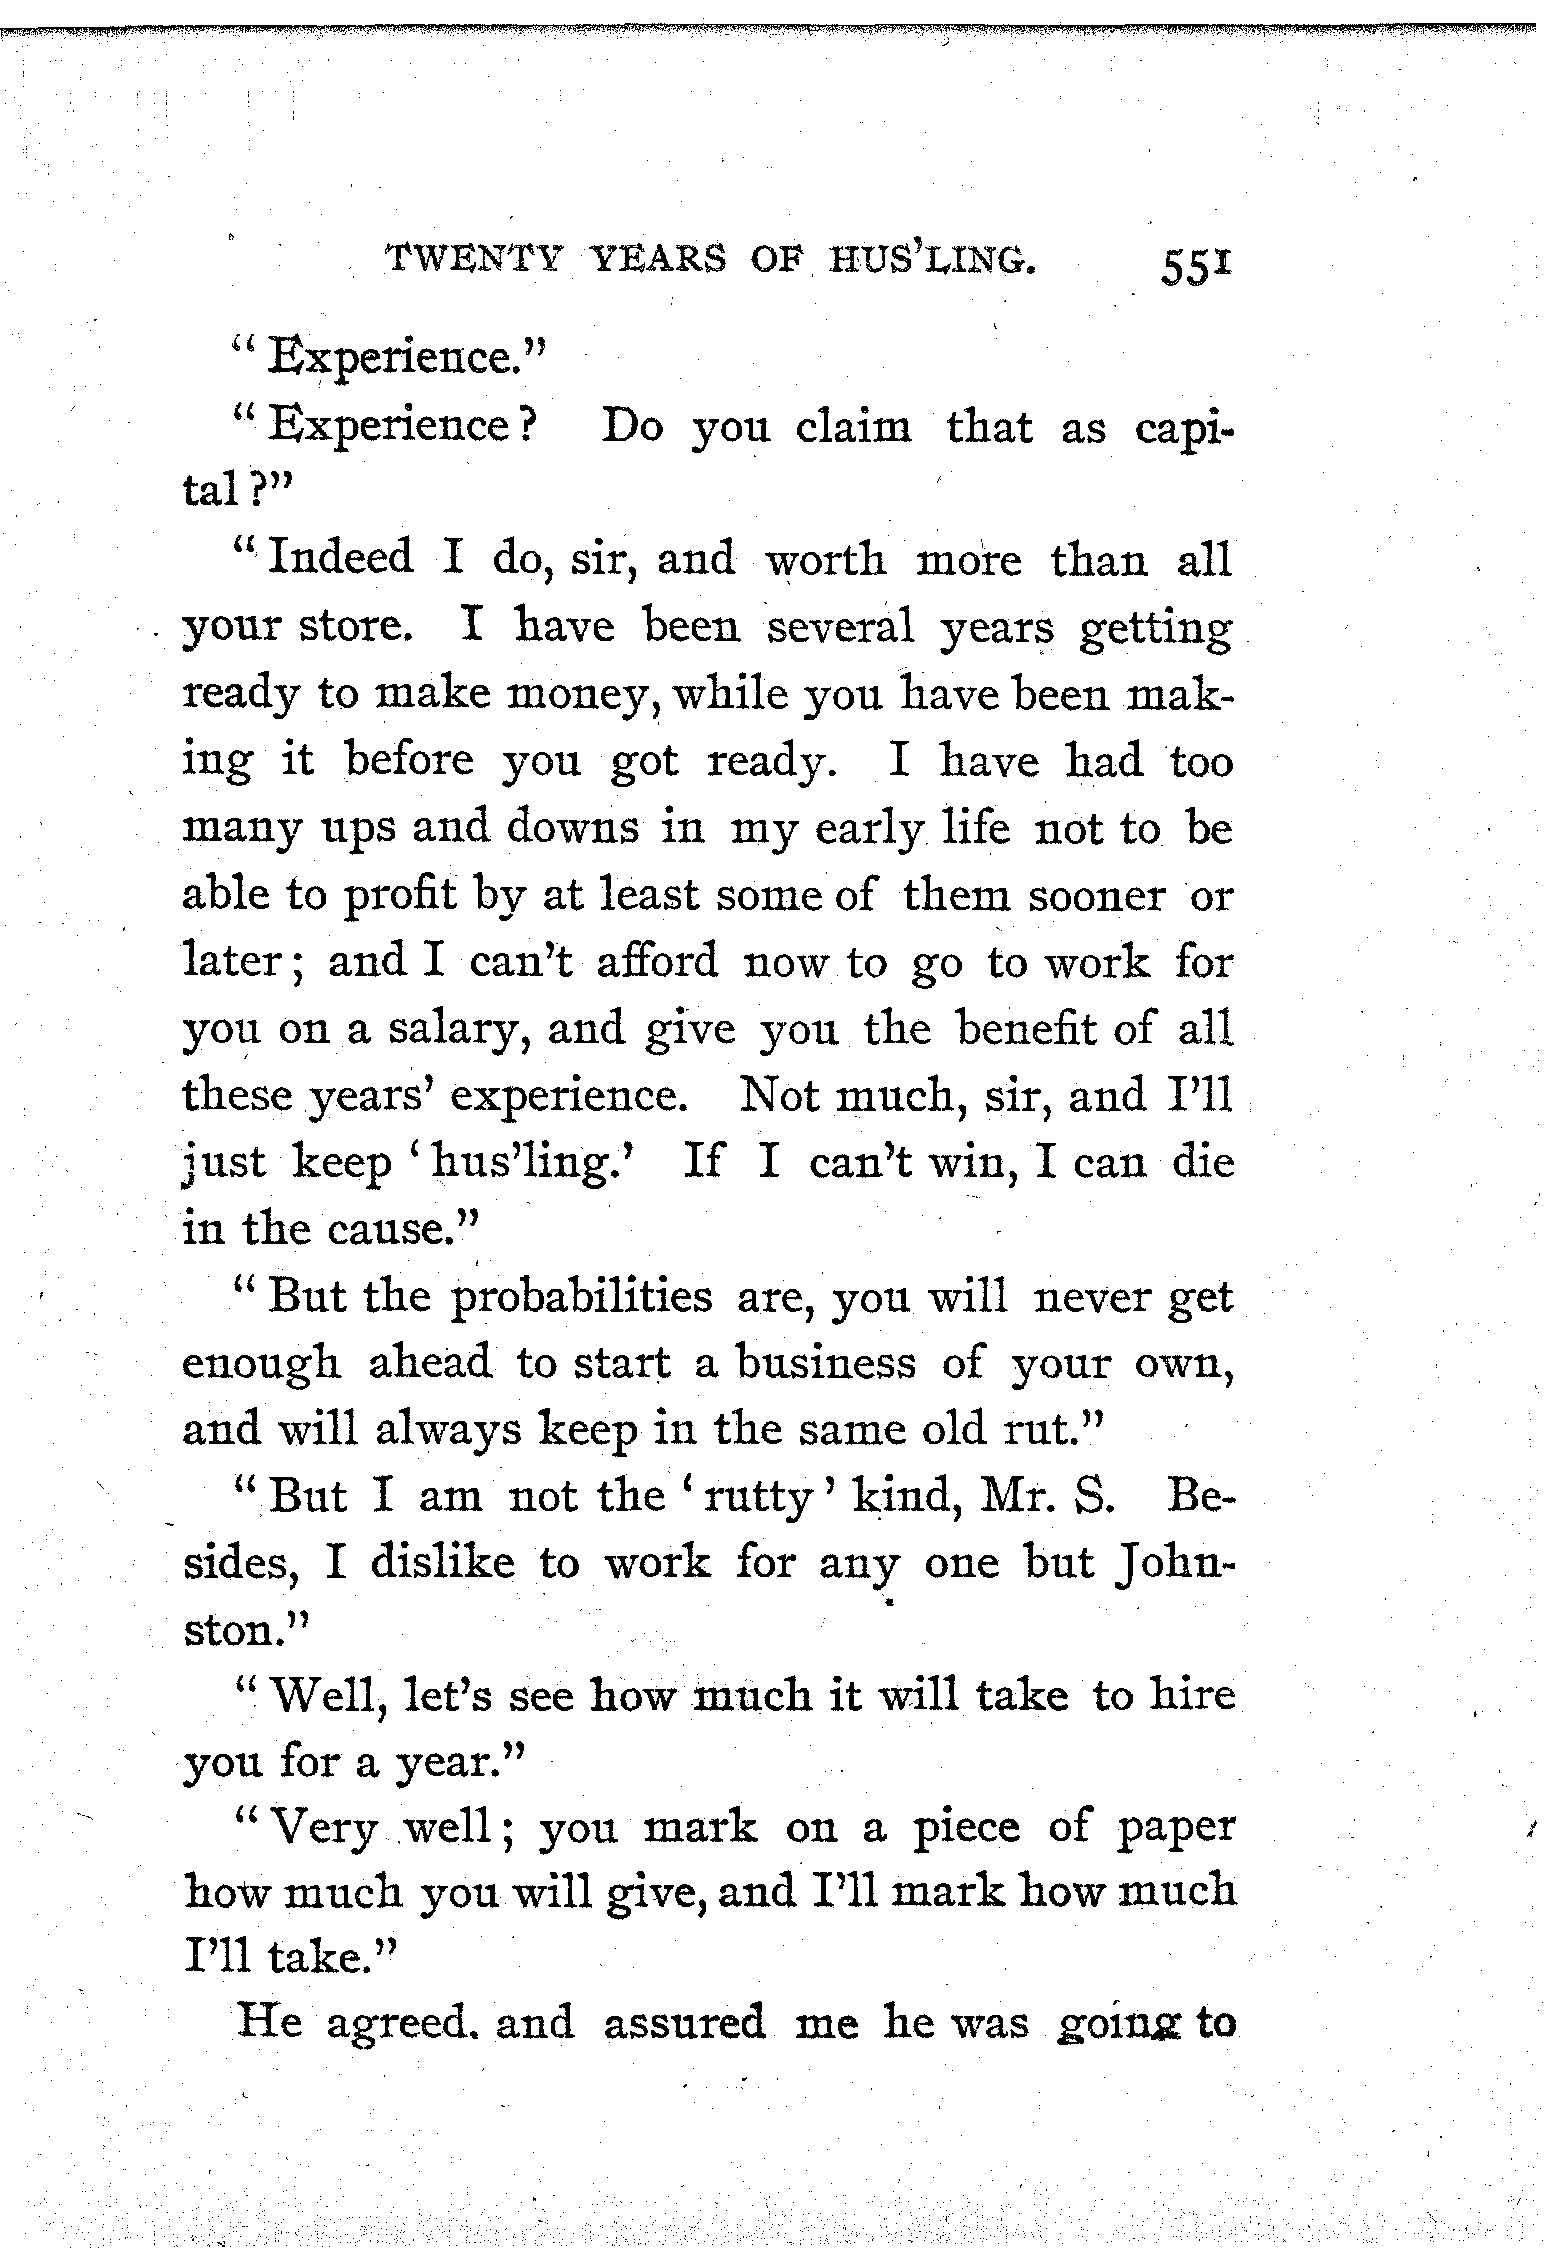 TWENTY YEARS OF HUS'LING. 551
“Experience.”
“Experience? Do you claim that as capi-
tal?”
“Indeed I do, sir, and worth more than all
your store. I have been several years getting
ready to make money, while you have been mak-
ing it before you got ready. I have had too
many ups and downs in my early life not to be
able to profit by at least some of them sooner or
later; and I can't afford now to go to work for
you on a salary, and give you the benefit of all
these years' experience. Not much, sir, and I'll
just keep ‘hus'ling.’ If I can't win, I can die
in the cause.”
“But the probabilities are, you will never get
enough ahead to start a business of your own,
and will always keep in the same old rut.”
“But I am not the ‘rutty’ kind, Mr. S. Be-
sides, I dislike to work for any one but John-
ston.”
“Well, let's see how much it will take to hire
you for a year.”
“Very well; you mark on a piece of paper
how much you will give, and I'll mark how much
I'll take.”
He agreed. and assured me he was going to